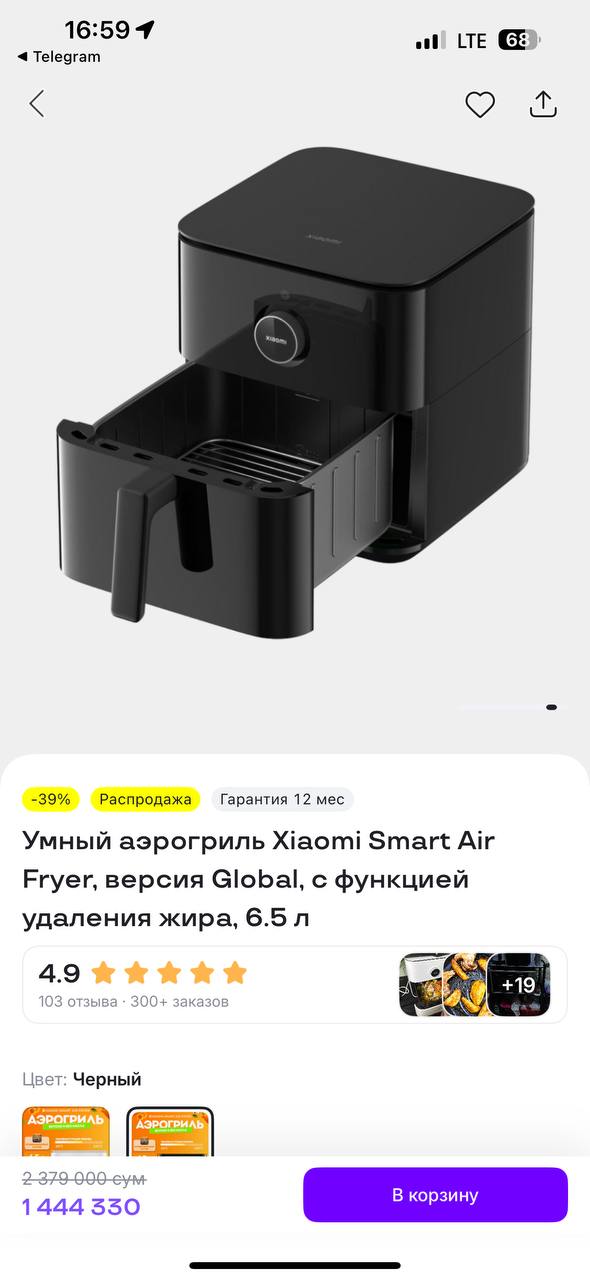 16:59
LTE
68
Telegram
xiaomi
xiaomi
-39%
Распродажа
Гарантия 12 мес
Умный аэрогриль Xiaomi Smart Air
Fryer, версия Global, с функцией
удаления жира, 6.5 л
4.9
103 отзыва · 300+ заказов
+19
Цвет: Черный
АЭРОГРИЛЬ
АЭРОГРИЛЬ
2 379 000 сум
1 444 330
В корзину